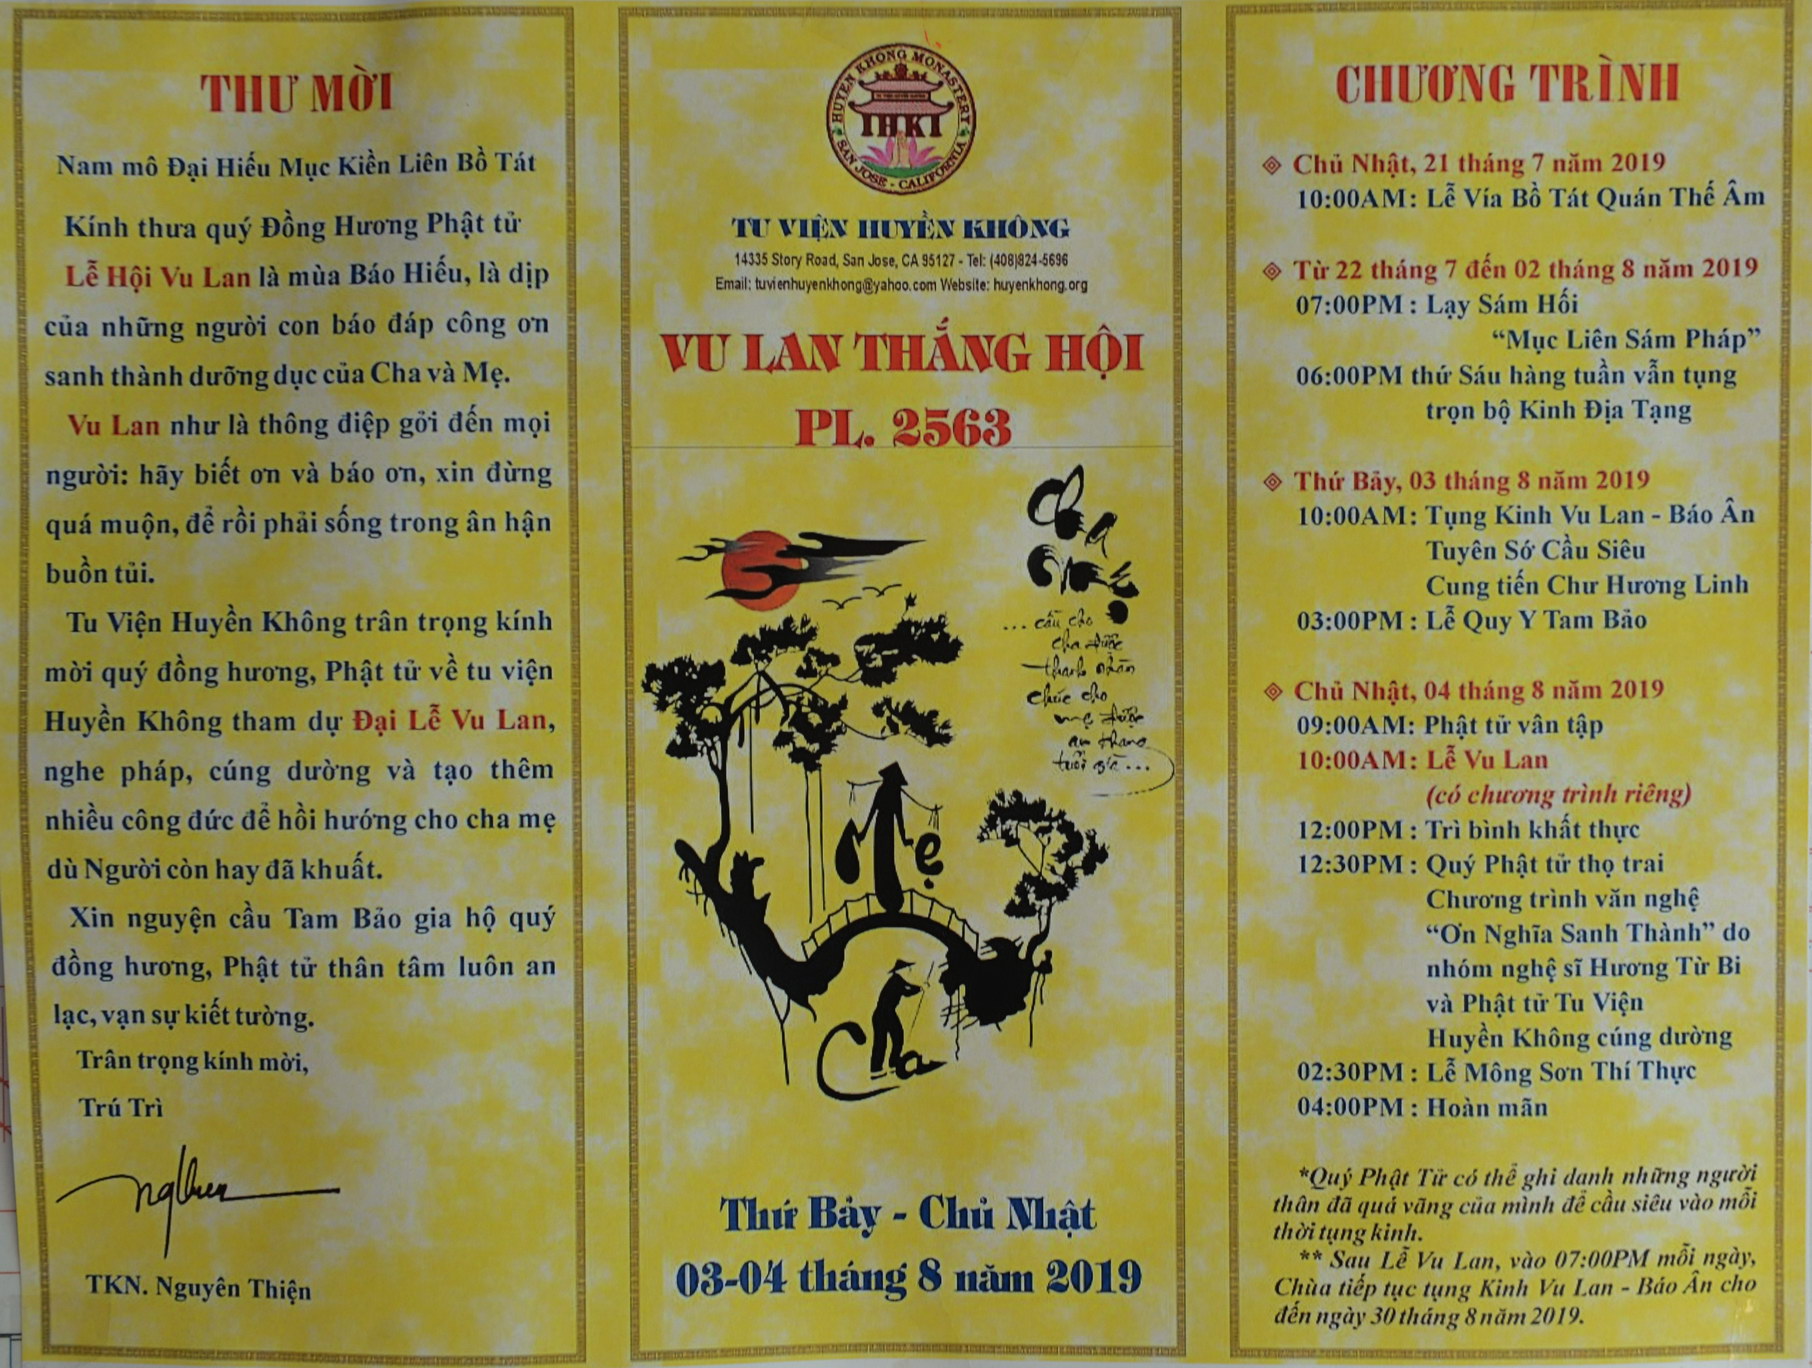 THƯ MỜI
Nam mô Đại Hiếu Mục Kiền Liên Bồ Tát
Kính thưa quý Đồng Hương Phật tử
Lễ Hội Vu Lan là mùa Báo Hiếu, là dịp
của những người con báo đáp công ơn
sanh thành dưỡng dục của Cha và Mẹ.
Vu Lan như là thông điệp gởi đến mọi
người: hãy biết ơn và báo ơn, xin đừng
quá muộn, để rồi phải sống trong ân hận
buồn tủi.
Tu Viện Huyền Không trân trọng kính
mời quý đồng hương, Phật tử về tu viện
Huyền Không tham dự Đại Lễ Vu Lan,
nghe pháp, cúng dường và tạo thêm
nhiều công đức để hồi hướng cho cha mẹ
dù Người còn hay đã khuất.
Xin nguyện cầu Tam Bảo gia hộ quý
đồng hương, Phật tử thân tâm luôn an
lạc, vạn sự kiết tường.
Trân trọng kính mời,
Trú Trì
TKN. Nguyên Thiện
HUYEN KHONG MONASTERY
SAN JOSE - CALIFORNIA
TU VIỆN HUYỀN KHÔNG
14335 Story Road, San Jose, CA 95127 - Tel: (408)824-5696
Email: tuvienhuyenkhong@yahoo.com Website: huyenkhong.org
VU LAN THẮNG HỘI
PL. 2563
Cha
Mẹ
... cầu cho
cha được
thanh nhàn
chúc cho
mẹ được
an khang
tuổi già ...
Mẹ
Cha
Thứ Bảy - Chủ Nhật
03-04 tháng 8 năm 2019
CHƯƠNG TRÌNH
Chủ Nhật, 21 tháng 7 năm 2019
10:00AM: Lễ Vía Bồ Tát Quán Thế Âm
Từ 22 tháng 7 đến 02 tháng 8 năm 2019
07:00PM : Lạy Sám Hối
“Mục Liên Sám Pháp”
06:00PM thứ Sáu hàng tuần vẫn tụng
trọn bộ Kinh Địa Tạng
Thứ Bảy, 03 tháng 8 năm 2019
10:00AM: Tụng Kinh Vu Lan - Báo Ân
Tuyên Sớ Cầu Siêu
Cung tiến Chư Hương Linh
03:00PM : Lễ Quy Y Tam Bảo
Chủ Nhật, 04 tháng 8 năm 2019
09:00AM: Phật tử vân tập
10:00AM: Lễ Vu Lan
(có chương trình riêng)
12:00PM : Trì bình khất thực
12:30PM : Quý Phật tử thọ trai
Chương trình văn nghệ
“Ơn Nghĩa Sanh Thành” do
nhóm nghệ sĩ Hương Từ Bi
và Phật tử Tu Viện
Huyền Không cúng dường
02:30PM : Lễ Mông Sơn Thí Thực
04:00PM : Hoàn mãn
*Quý Phật Tử có thể ghi danh những người
thân đã quá vãng của mình để cầu siêu vào mỗi
thời tụng kinh.
** Sau Lễ Vu Lan, vào 07:00PM mỗi ngày,
Chùa tiếp tục tụng Kinh Vu Lan - Báo Ân cho
đến ngày 30 tháng 8 năm 2019.